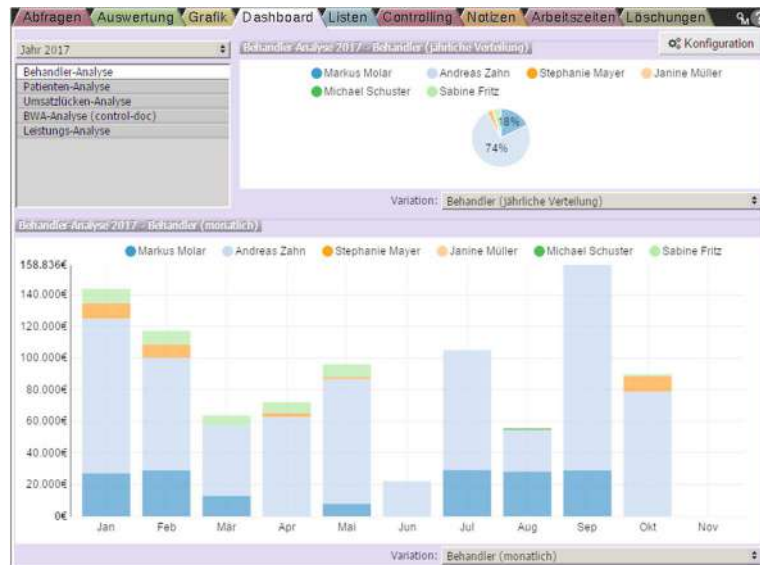 Abfragen Auswertung Grafik Dashboard Listen Controlling Notizen Arbeitszeiten Löschungen
Jahr 2017
Behandler-Analyse 2017 - Behandler (jährliche Verteilung)
Konfiguration
Behandler-Analyse
Patienten-Analyse
Umsatzlücken-Analyse
BWA-Analyse (control-doc)
Leistungs-Analyse
Markus Molar Andreas Zahn Stephanie Mayer Janine Müller
Michael Schuster Sabine Fritz
18%
74%
Variation: Behandler (jährliche Verteilung)
Behandler-Analyse 2017 - Behandler (monatlich)
Markus Molar Andreas Zahn Stephanie Mayer Janine Müller Michael Schuster Sabine Fritz
158.836€
140.000€
120.000€
100.000€
80.000€
60.000€
40.000€
20.000€
0€
Jan Feb Mär Apr Mai Jun Jul Aug Sep Okt Nov
Variation: Behandler (monatlich)